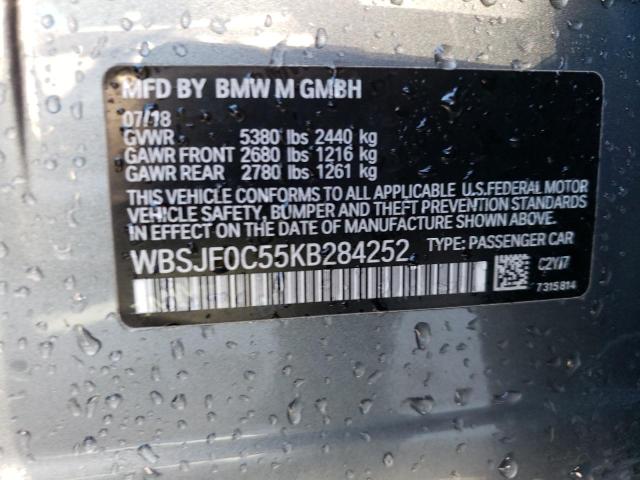 MFD BY BMW M GMBH
07/18
GVWR 5380 lbs 2440 kg
GAWR FRONT 2680 lbs 1216 kg
GAWR REAR 2780 lbs 1261 kg
THIS VEHICLE CONFORMS TO ALL APPLICABLE U.S.FEDERAL MOTOR
VEHICLE SAFETY, BUMPER AND THEFT PREVENTION STANDARDS
IN EFFECT ON THE DATE OF MANUFACTURE SHOWN ABOVE.
WBSJF0C55KB284252 TYPE: PASSENGER CAR
C2Y17
7315814